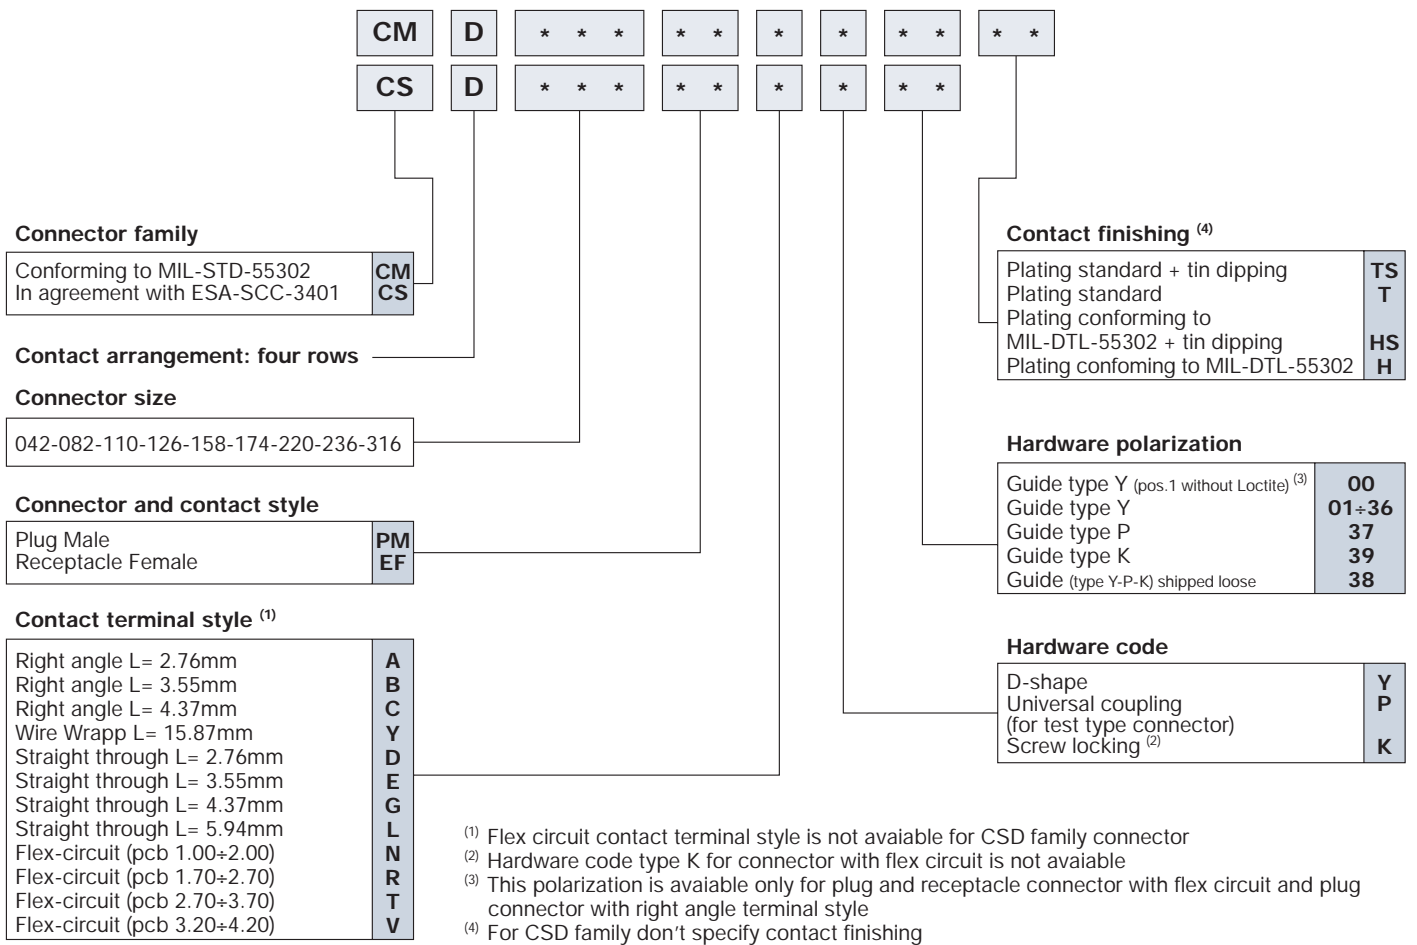 CM D * * * * * * * * * * *
CS D * * * * * * * * *
Connector family
Conforming to MIL-STD-55302 CM
In agreement with ESA-SCC-3401 CS
Contact arrangement: four rows
Connector size
042-082-110-126-158-174-220-236-316
Connector and contact style
Plug Male PM
Receptacle Female EF
Contact terminal style (1)
Right angle L= 2.76mm A
Right angle L= 3.55mm B
Right angle L= 4.37mm C
Wire Wrapp L= 15.87mm Y
Straight through L= 2.76mm D
Straight through L= 3.55mm E
Straight through L= 4.37mm G
Straight through L= 5.94mm L
Flex-circuit (pcb 1.00÷2.00) N
Flex-circuit (pcb 1.70÷2.70) R
Flex-circuit (pcb 2.70÷3.70) T
Flex-circuit (pcb 3.20÷4.20) V
Contact finishing (4)
Plating standard + tin dipping TS
Plating standard T
Plating conforming to
MIL-DTL-55302 + tin dipping HS
Plating confoming to MIL-DTL-55302 H
Hardware polarization
Guide type Y (pos.1 without Loctite) (3) 00
Guide type Y 01÷36
Guide type P 37
Guide type K 39
Guide (type Y-P-K) shipped loose 38
Hardware code
D-shape Y
Universal coupling P
(for test type connector)
Screw locking (2) K
(1) Flex circuit contact terminal style is not avaiable for CSD family connector
(2) Hardware code type K for connector with flex circuit is not avaiable
(3) This polarization is avaiable only for plug and receptacle connector with flex circuit and plug
connector with right angle terminal style
(4) For CSD family don't specify contact finishing